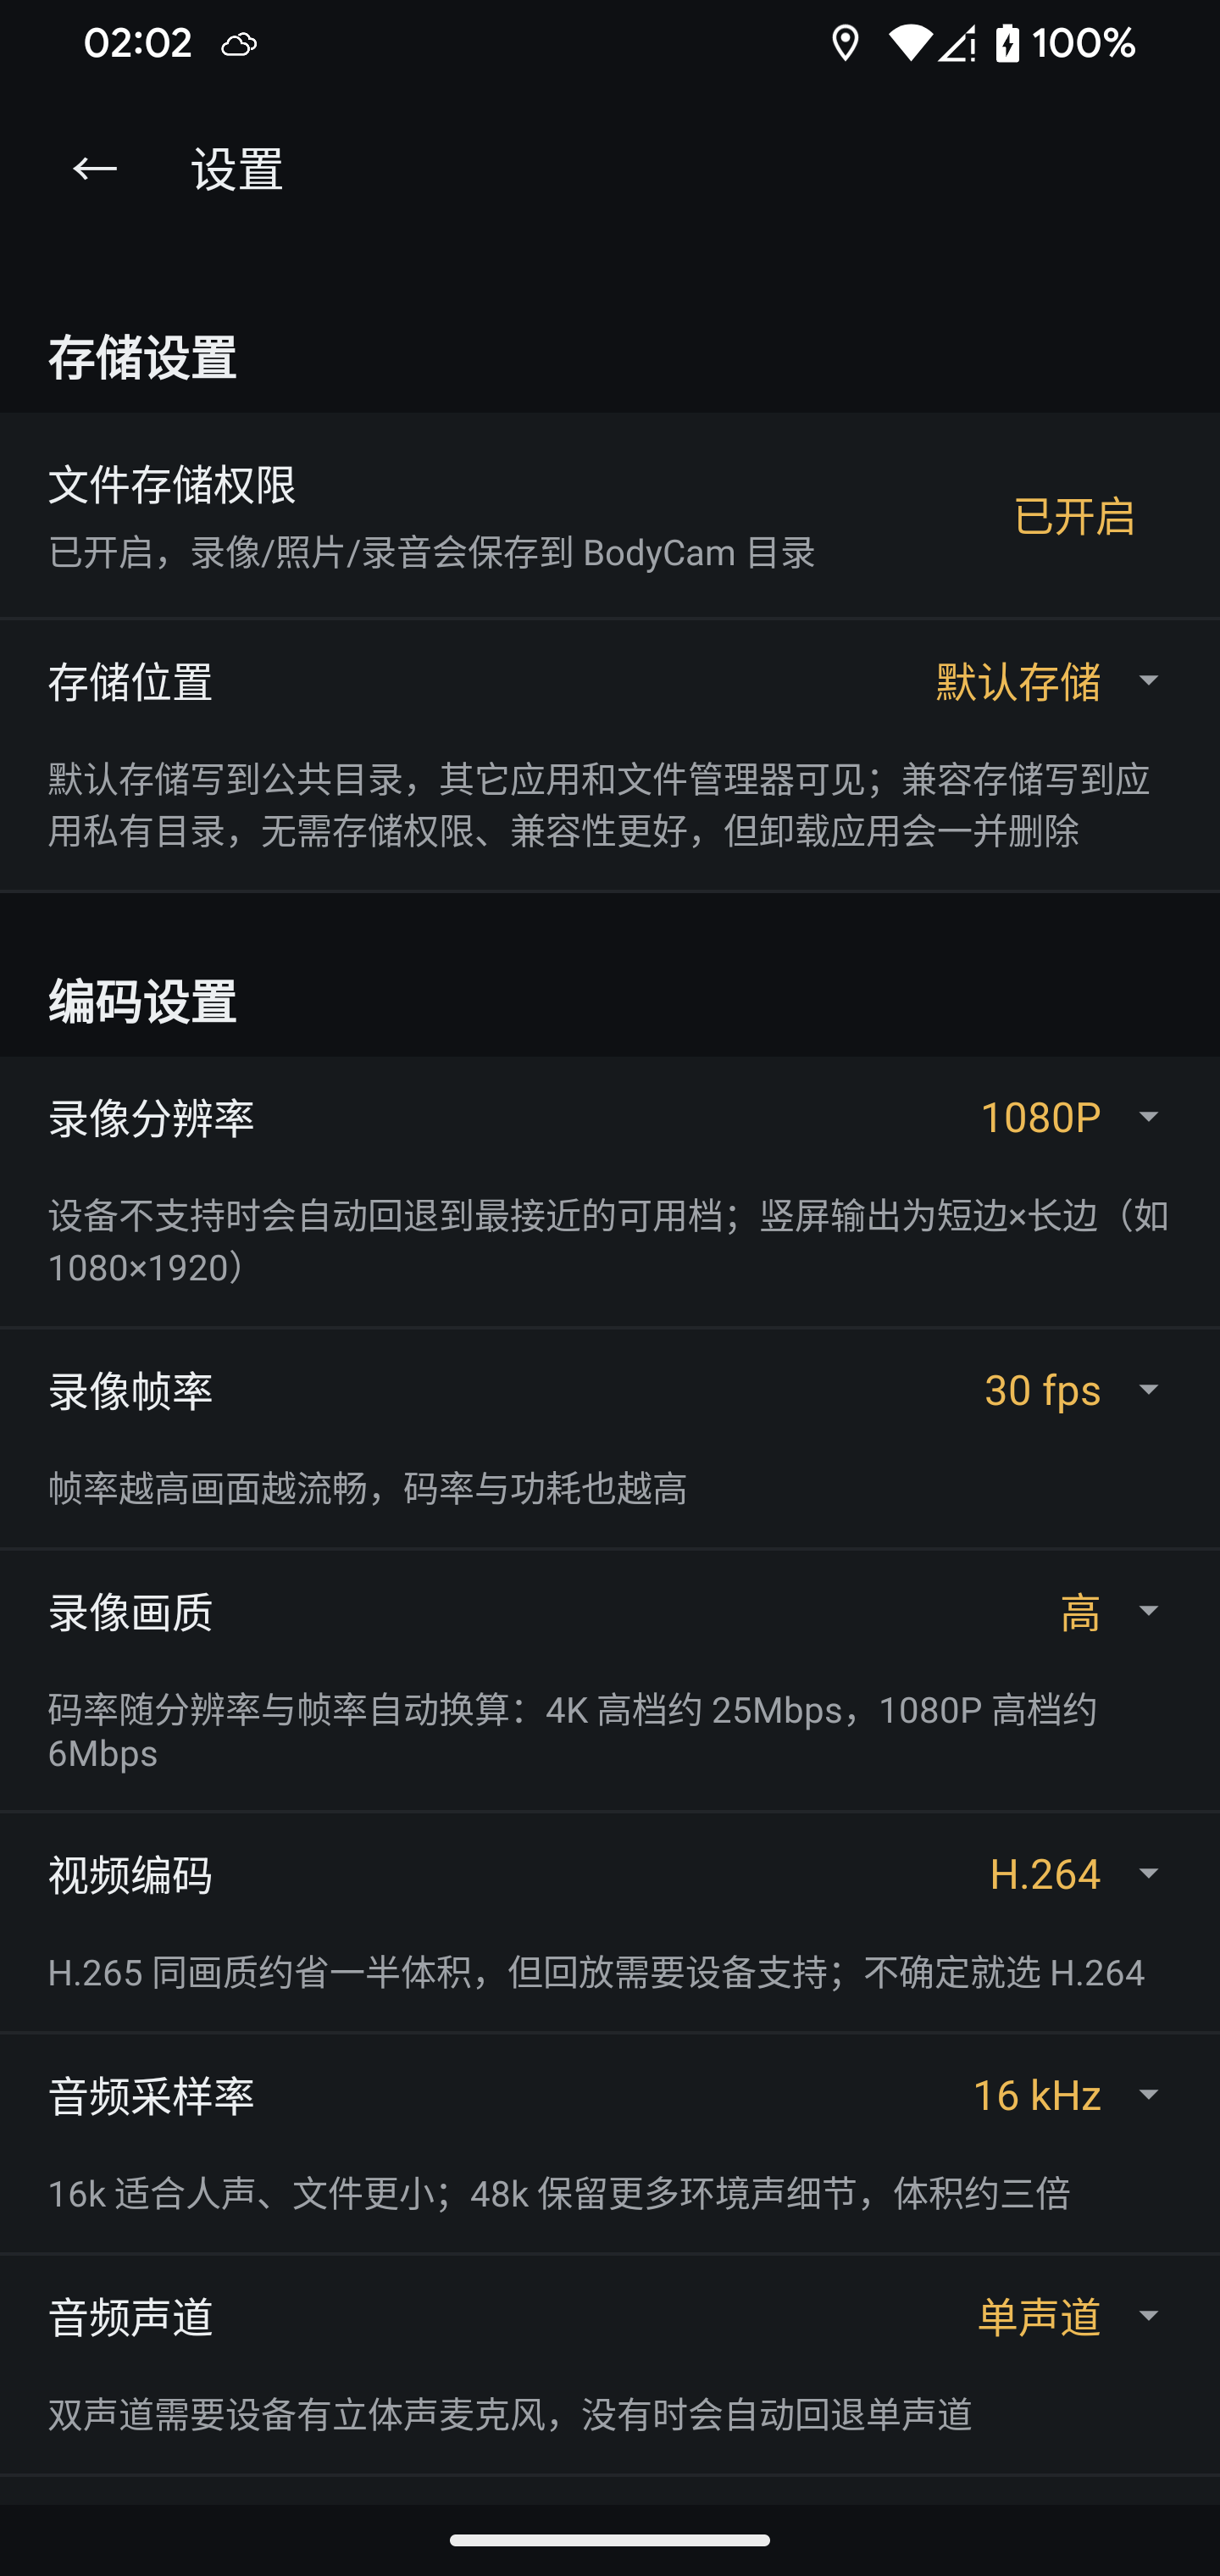 02:02
100%
设置
存储设置
文件存储权限
已开启
已开启，录像/照片/录音会保存到 BodyCam 目录
存储位置
默认存储
默认存储写到公共目录，其它应用和文件管理器可见；兼容存储写到应
用私有目录，无需存储权限、兼容性更好，但卸载应用会一并删除
编码设置
录像分辨率
1080P
设备不支持时会自动回退到最接近的可用档；竖屏输出为短边×长边（如
1080×1920）
录像帧率
30 fps
帧率越高画面越流畅，码率与功耗也越高
录像画质
高
码率随分辨率与帧率自动换算：4K 高档约 25Mbps，1080P 高档约
6Mbps
视频编码
H.264
H.265 同画质约省一半体积，但回放需要设备支持；不确定就选 H.264
音频采样率
16 kHz
16k 适合人声、文件更小；48k 保留更多环境声细节，体积约三倍
音频声道
单声道
双声道需要设备有立体声麦克风，没有时会自动回退单声道